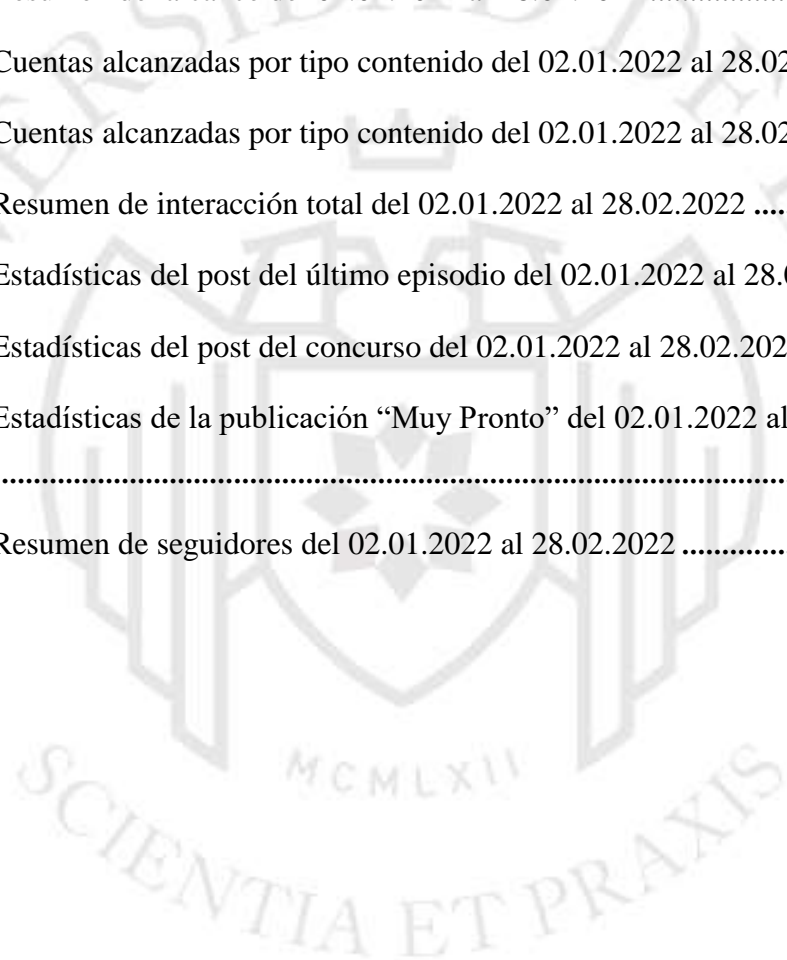 Cuentas alcanzadas por tipo contenido del 02.01.2022 al 28.02
Cuentas alcanzadas por tipo contenido del 02.01.2022 al 28.02
Resumen de interacción total del 02.01.2022 al 28.02.2022 .....
Estadísticas del post del último episodio del 02.01.2022 al 28.
Estadísticas del post del concurso del 02.01.2022 al 28.02.202
Estadísticas de la publicación “Muy Pronto” del 02.01.2022 al
................................................................................
Resumen de seguidores del 02.01.2022 al 28.02.2022 .............
MCMLXII
SCIENTIA ET PRAXIS